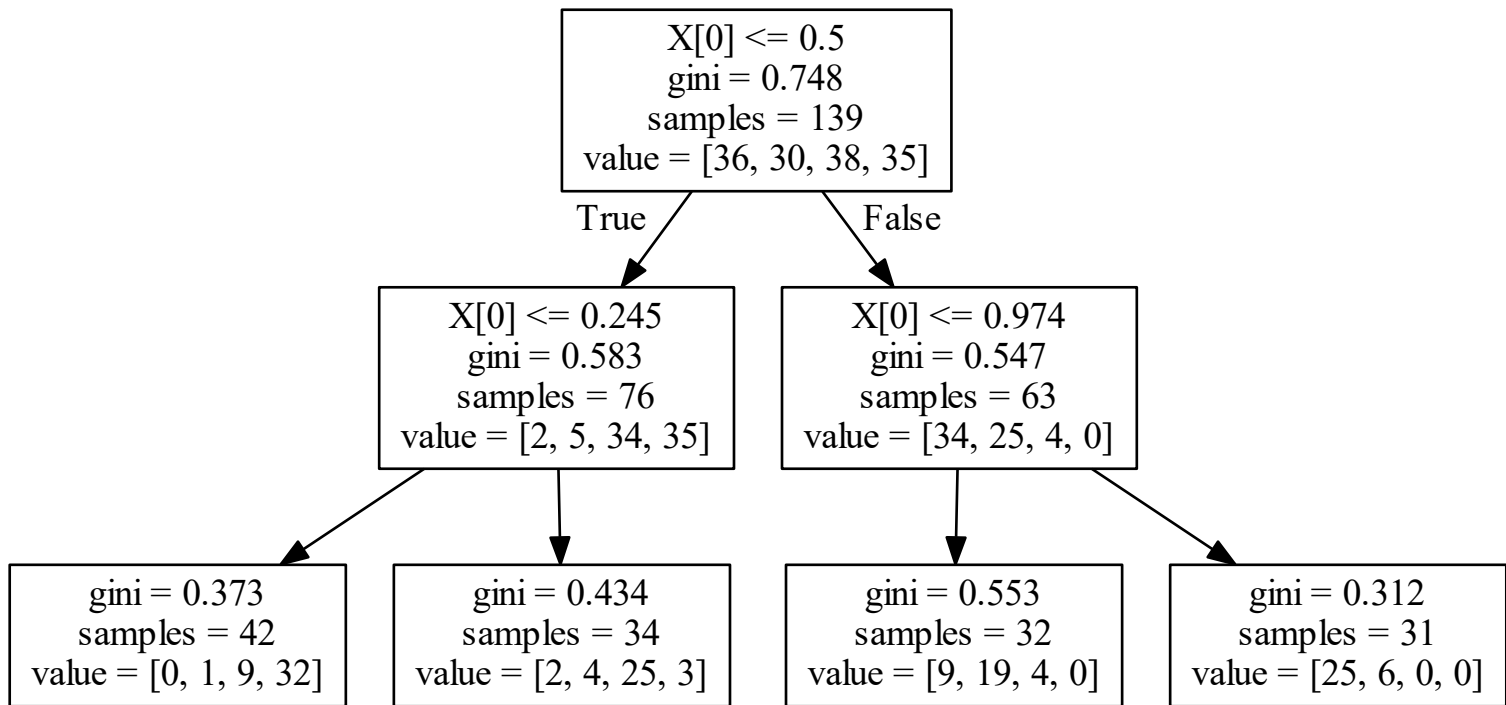 X[0] <= 0.5
gini = 0.748
samples = 139
value = [36, 30, 38, 35]
True
False
X[0] <= 0.245
gini = 0.583
samples = 76
value = [2, 5, 34, 35]
X[0] <= 0.974
gini = 0.547
samples = 63
value = [34, 25, 4, 0]
gini = 0.373
samples = 42
value = [0, 1, 9, 32]
gini = 0.434
samples = 34
value = [2, 4, 25, 3]
gini = 0.553
samples = 32
value = [9, 19, 4, 0]
gini = 0.312
samples = 31
value = [25, 6, 0, 0]